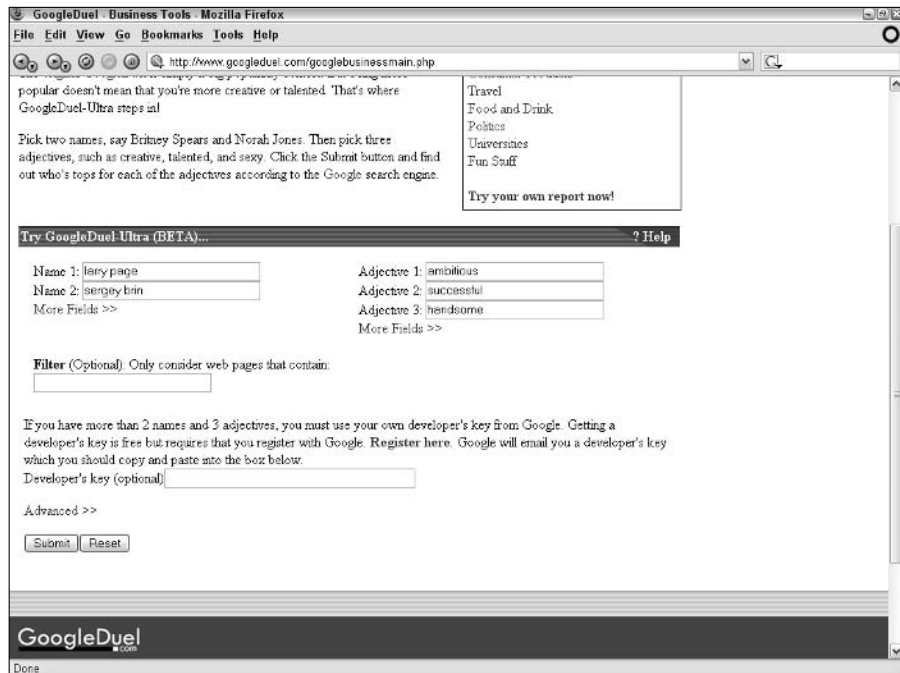 GoogleDuel - Business Tools - Mozilla Firefox
File Edit View Go Bookmarks Tools Help
http://www.googleduel.com/googlebusinessmain.php
popular doesn't mean that you're more creative or talented. That's where
GoogleDuel-Ultra steps in!
Pick two names, say Britney Spears and Norah Jones. Then pick three
adjectives, such as creative, talented, and sexy. Click the Submit button and find
out who's tops for each of the adjectives according to the Google search engine.
Travel
Food and Drink
Politics
Universities
Fun Stuff
Try your own report now!
Try GoogleDuel-Ultra (BETA)... ? Help
Name 1: larry page
Name 2: sergey brin
More Fields >>
Adjective 1: ambitious
Adjective 2: successful
Adjective 3: handsome
More Fields >>
Filter (Optional): Only consider web pages that contain:
If you have more than 2 names and 3 adjectives, you must use your own developer's key from Google. Getting a
developer's key is free but requires that you register with Google. Register here. Google will email you a developer's key
which you should copy and paste into the box below.
Developer's key (optional)
Advanced >>
Submit Reset
GoogleDuel
.com
Done